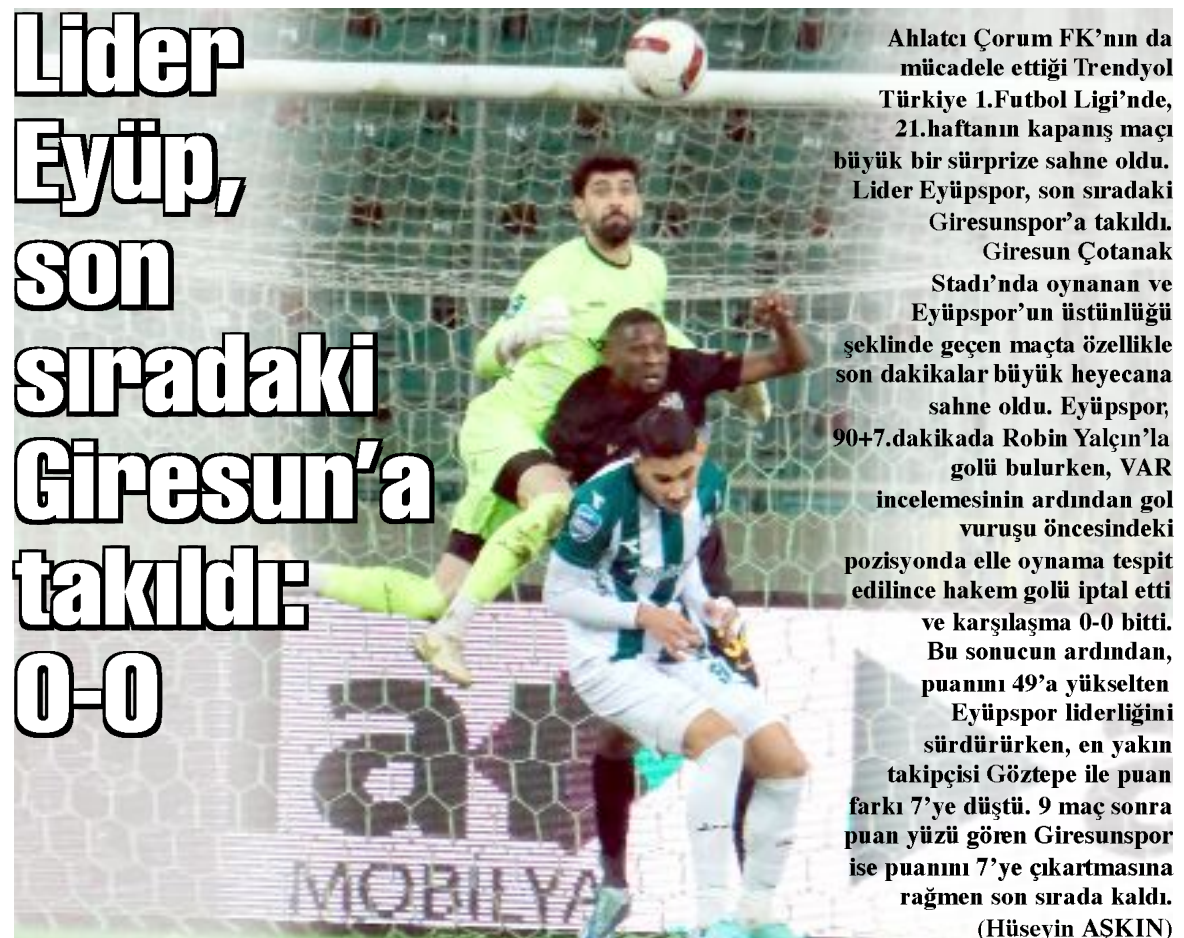 Lider
Eyüp,
son
sıradaki
Giresun'a
takıldı:
0-0
Ahlatcı Çorum FK'nın da
mücadele ettiği Trendyol
Türkiye 1.Futbol Ligi'nde,
21.haftanın kapanış maçı
büyük bir sürprize sahne oldu.
Lider Eyüpspor, son sıradaki
Giresunspor'a takıldı.
Giresun Çotanak
Stadı'nda oynanan ve
Eyüpspor'un üstünlüğü
şeklinde geçen maçta özellikle
son dakikalar büyük heyecana
sahne oldu. Eyüpspor,
90+7.dakikada Robin Yalçın'la
golü bulurken, VAR
incelemesinin ardından gol
vuruşu öncesindeki
pozisyonda elle oynama tespit
edilince hakem golü iptal etti
ve karşılaşma 0-0 bitti.
Bu sonucun ardından,
puanını 49'a yükselten
Eyüpspor liderliğini
sürdürürken, en yakın
takipçisi Göztepe ile puan
farkı 7'ye düştü. 9 maç sonra
puan yüzü gören Giresunspor
ise puanını 7'ye çıkartmasına
rağmen son sırada kaldı.
(Hüseyin AŞKIN)
MOBİLYA